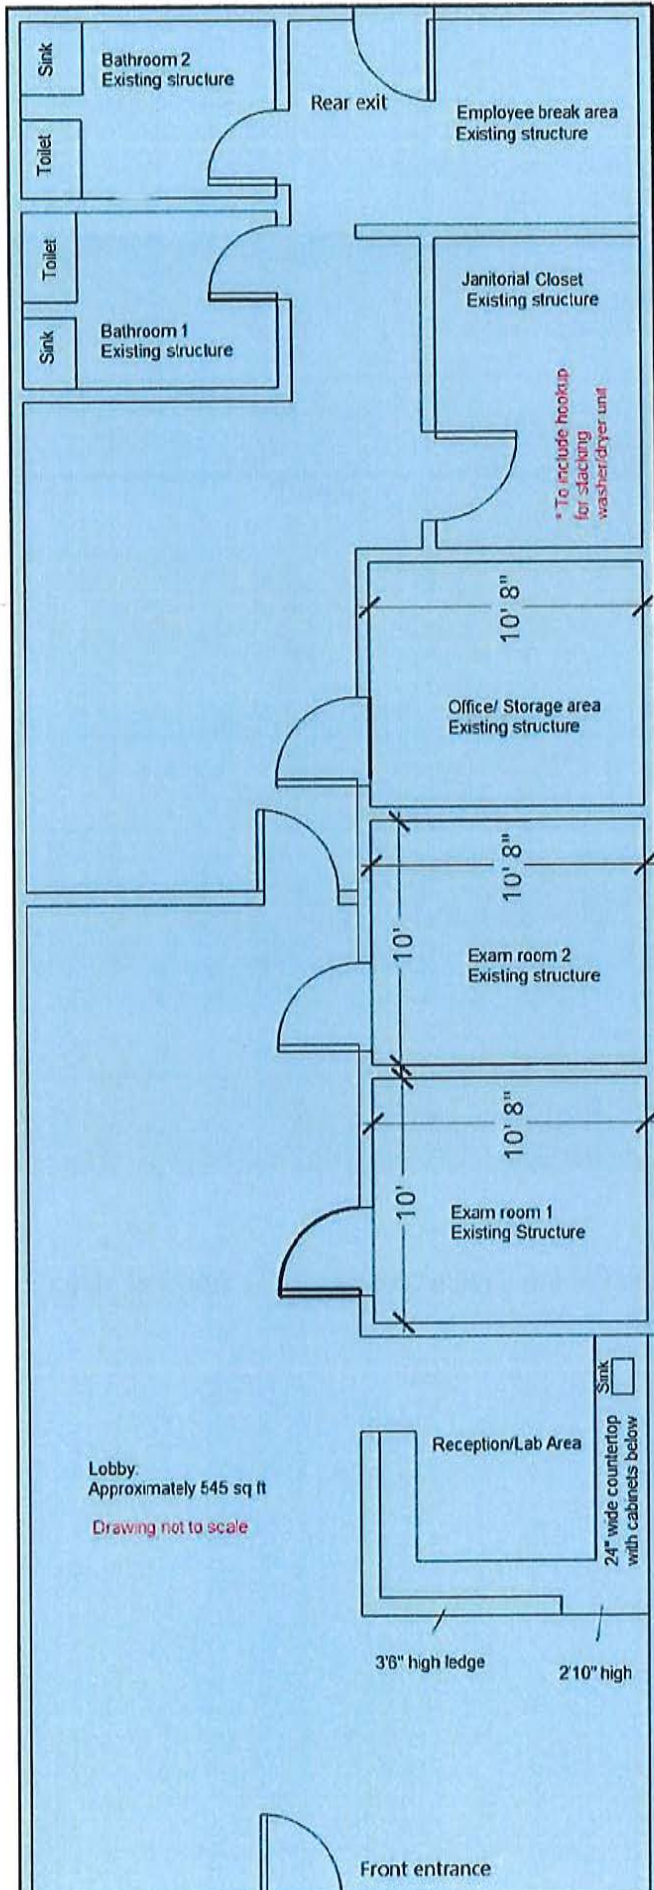 Sink
Bathroom 2
Existing structure
Toilet
Rear exit
Employee break area
Existing structure
Toilet
Sink
Bathroom 1
Existing structure
Janitorial Closet
Existing structure
* To include hookup
for stacking
washer/dryer unit
10' 8"
Office/ Storage area
Existing structure
10' 8"
10'
Exam room 2
Existing structure
10' 8"
10'
Exam room 1
Existing Structure
Sink
Reception/Lab Area
24" wide countertop
with cabinets below
Lobby:
Approximately 545 sq ft
Drawing not to scale
3'6" high ledge
2'10" high
Front entrance